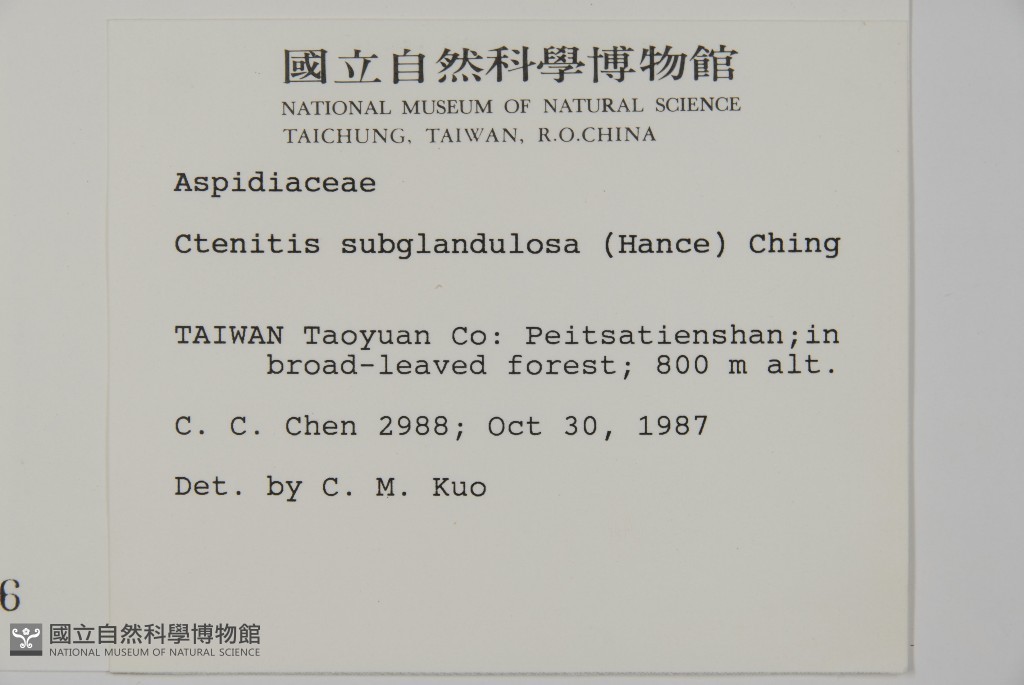 國立自然科學博物館
NATIONAL MUSEUM OF NATURAL SCIENCE
TAICHUNG, TAIWAN, R.O.CHINA
Aspidiaceae
Ctenitis subglandulosa (Hance) Ching
TAIWAN Taoyuan Co: Peitsatienshan;in
broad-leaved forest; 800 m alt.
C. C. Chen 2988; Oct 30, 1987
Det. by C. M. Kuo
6
國立自然科學博物館
NATIONAL MUSEUM OF NATURAL SCIENCE